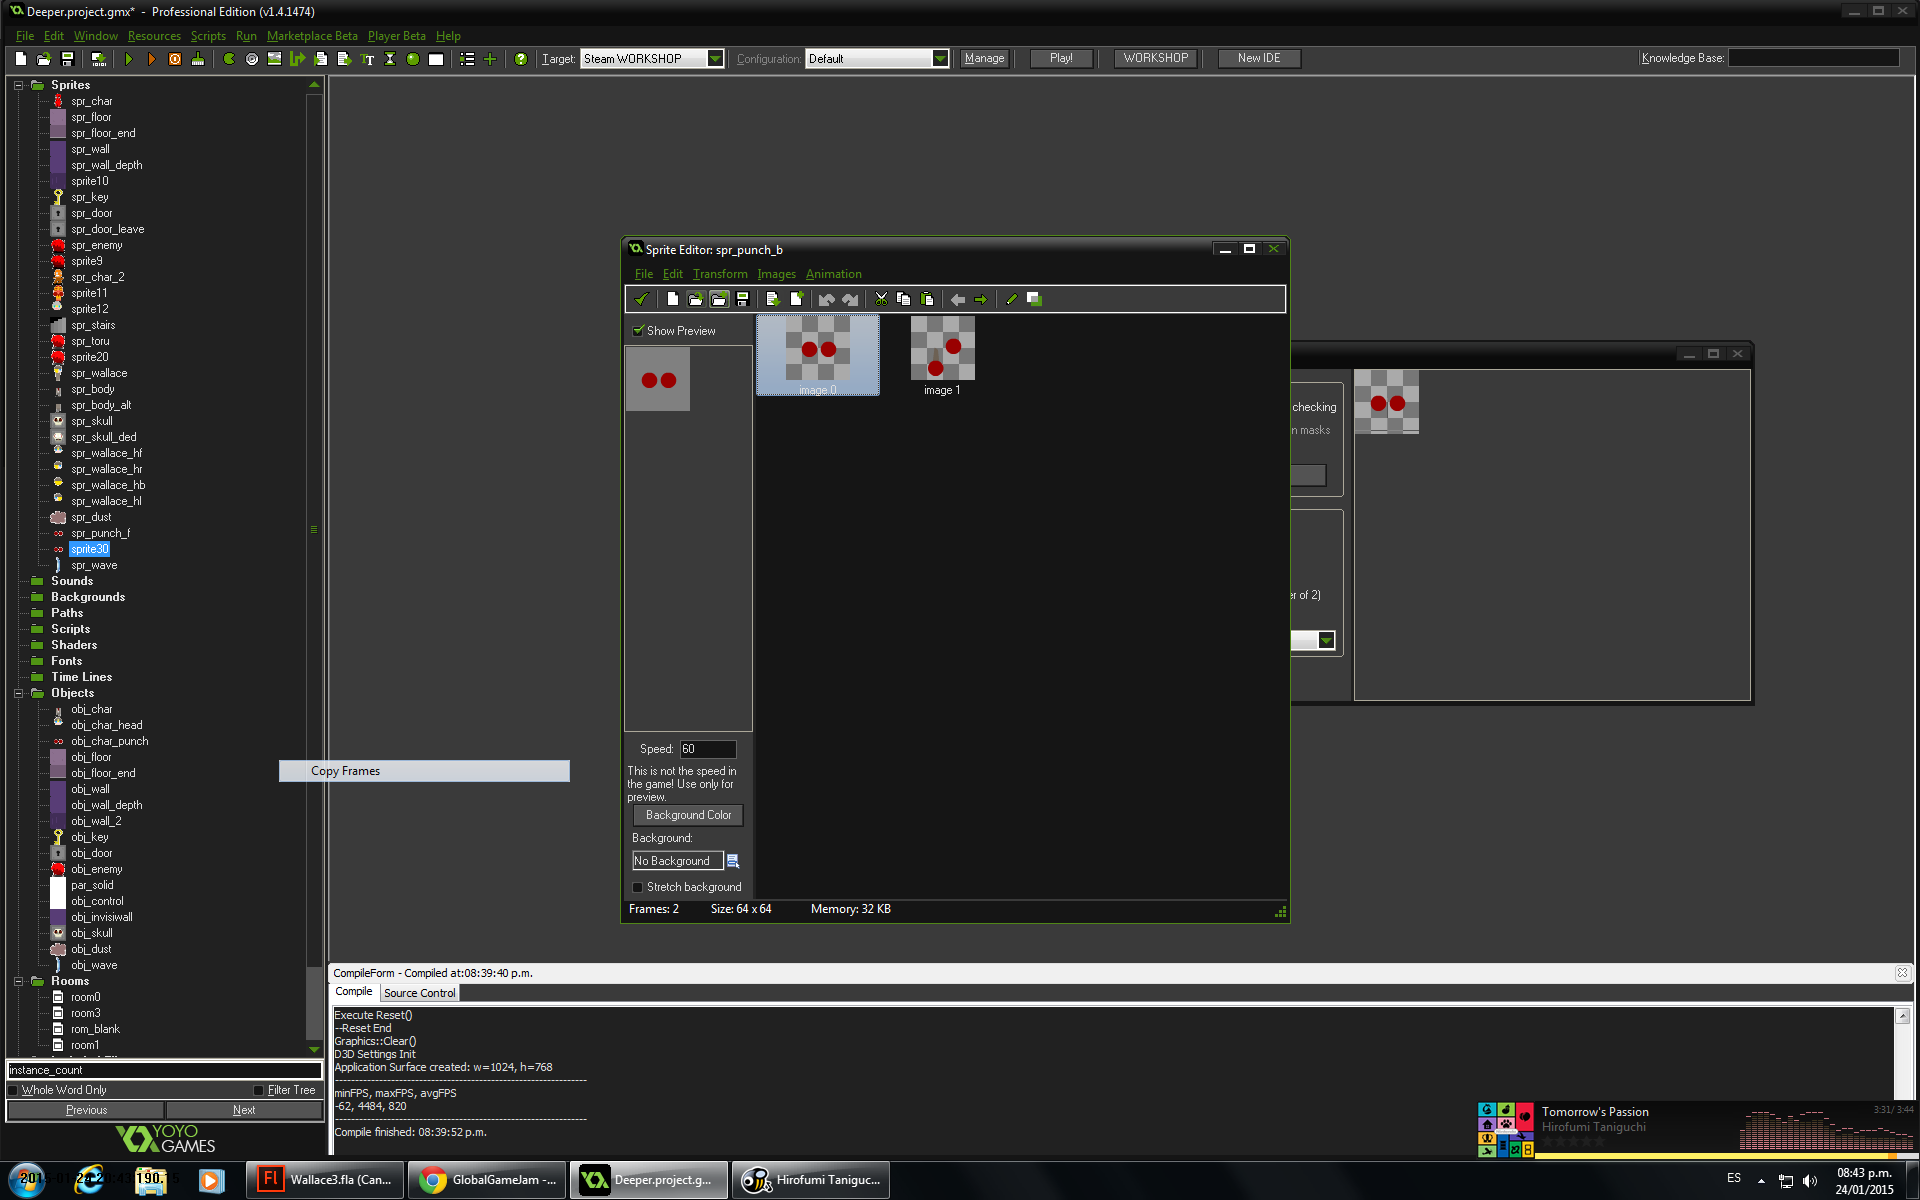 Deeper.project.gmx* - Professional Edition (v1.4.1474)
File Edit Window Resources Scripts Run Marketplace Beta Player Beta Help
Target: Steam WORKSHOP Configuration: Default Manage Play! WORKSHOP New IDE Knowledge Base:
Sprites
spr_char
spr_floor
spr_floor_end
spr_wall
spr_wall_depth
sprite10
spr_key
spr_door
spr_door_leave
spr_enemy
sprite9
spr_char_2
sprite11
sprite12
spr_stairs
spr_toru
sprite20
spr_wallace
spr_body
spr_body_alt
spr_skull
spr_skull_ded
spr_wallace_hf
spr_wallace_hr
spr_wallace_hb
spr_wallace_hl
spr_dust
spr_punch_f
sprite30
spr_wave
Sounds
Backgrounds
Paths
Scripts
Shaders
Fonts
Time Lines
Objects
obj_char
obj_char_head
obj_char_punch
obj_floor
obj_floor_end
obj_wall
obj_wall_depth
obj_wall_2
obj_key
obj_door
obj_enemy
par_solid
obj_control
obj_invisiwall
obj_skull
obj_dust
obj_wave
Rooms
room0
room3
rom_blank
room1
instance_count
Whole Word Only Filter Tree
Previous Next
YOYO
GAMES
Copy Frames
Sprite Editor: spr_punch_b
File Edit Transform Images Animation
Show Preview
image 0 image 1
Speed: 60
This is not the speed in
the game! Use only for
preview.
Background Color
Background:
No Background
Stretch background
Frames: 2 Size: 64 x 64 Memory: 32 KB
checking
n masks
er of 2)
CompileForm - Compiled at:08:39:40 p.m.
Compile Source Control
Execute Reset()
--Reset End
Graphics::Clear()
D3D Settings Init
Application Surface created: w=1024, h=768
minFPS, maxFPS, avgFPS
-62, 4484, 820
Compile finished: 08:39:52 p.m.
Tomorrow's Passion 3:31/ 3:44
Hirofumi Taniguchi
Wallace3.fla (Can...
GlobalGameJam -...
Deeper.project.g...
Hirofumi Taniguc...
ES
08:43 p.m.
24/01/2015